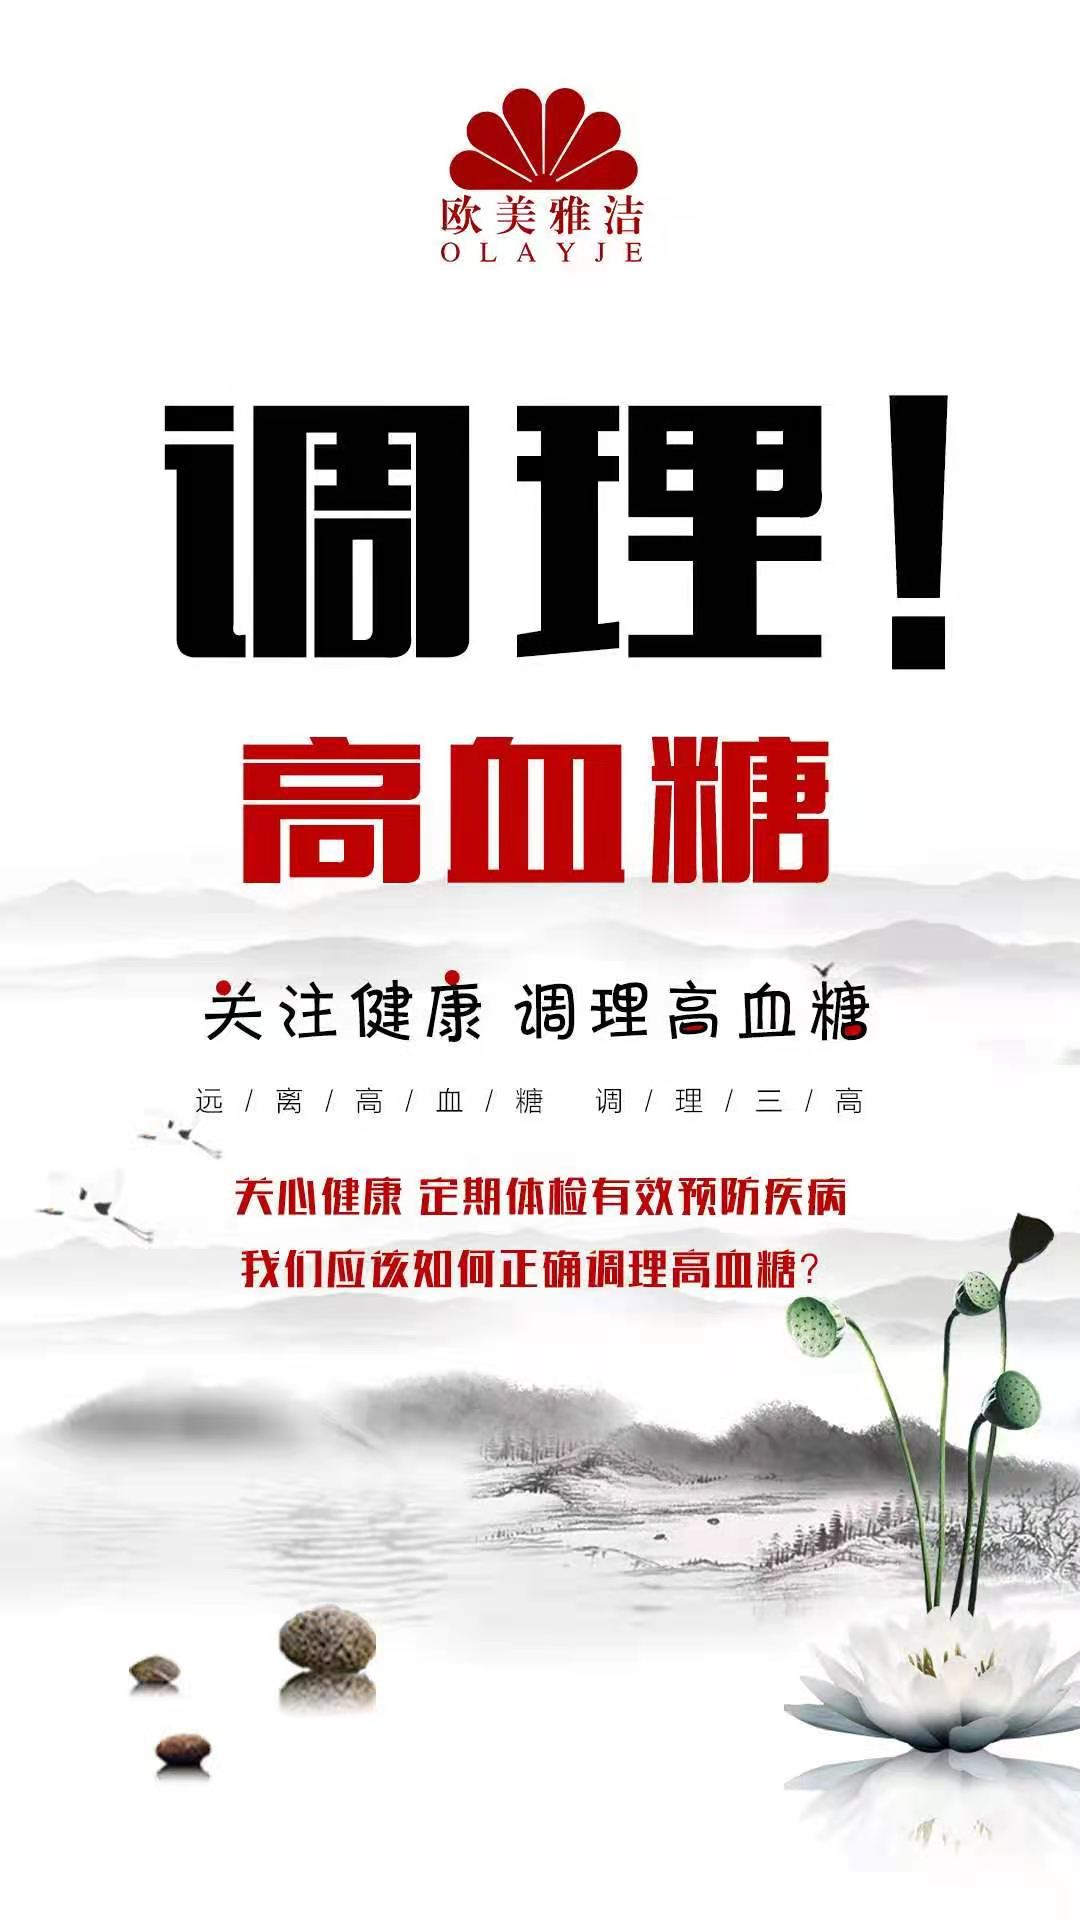 欧美雅洁
OLAYJE
调理！
高血糖
关注健康 调理高血糖
远/离/高/血/糖 调/理/三/高
关心健康 定期体检有效预防疾病
我们应该如何正确调理高血糖？